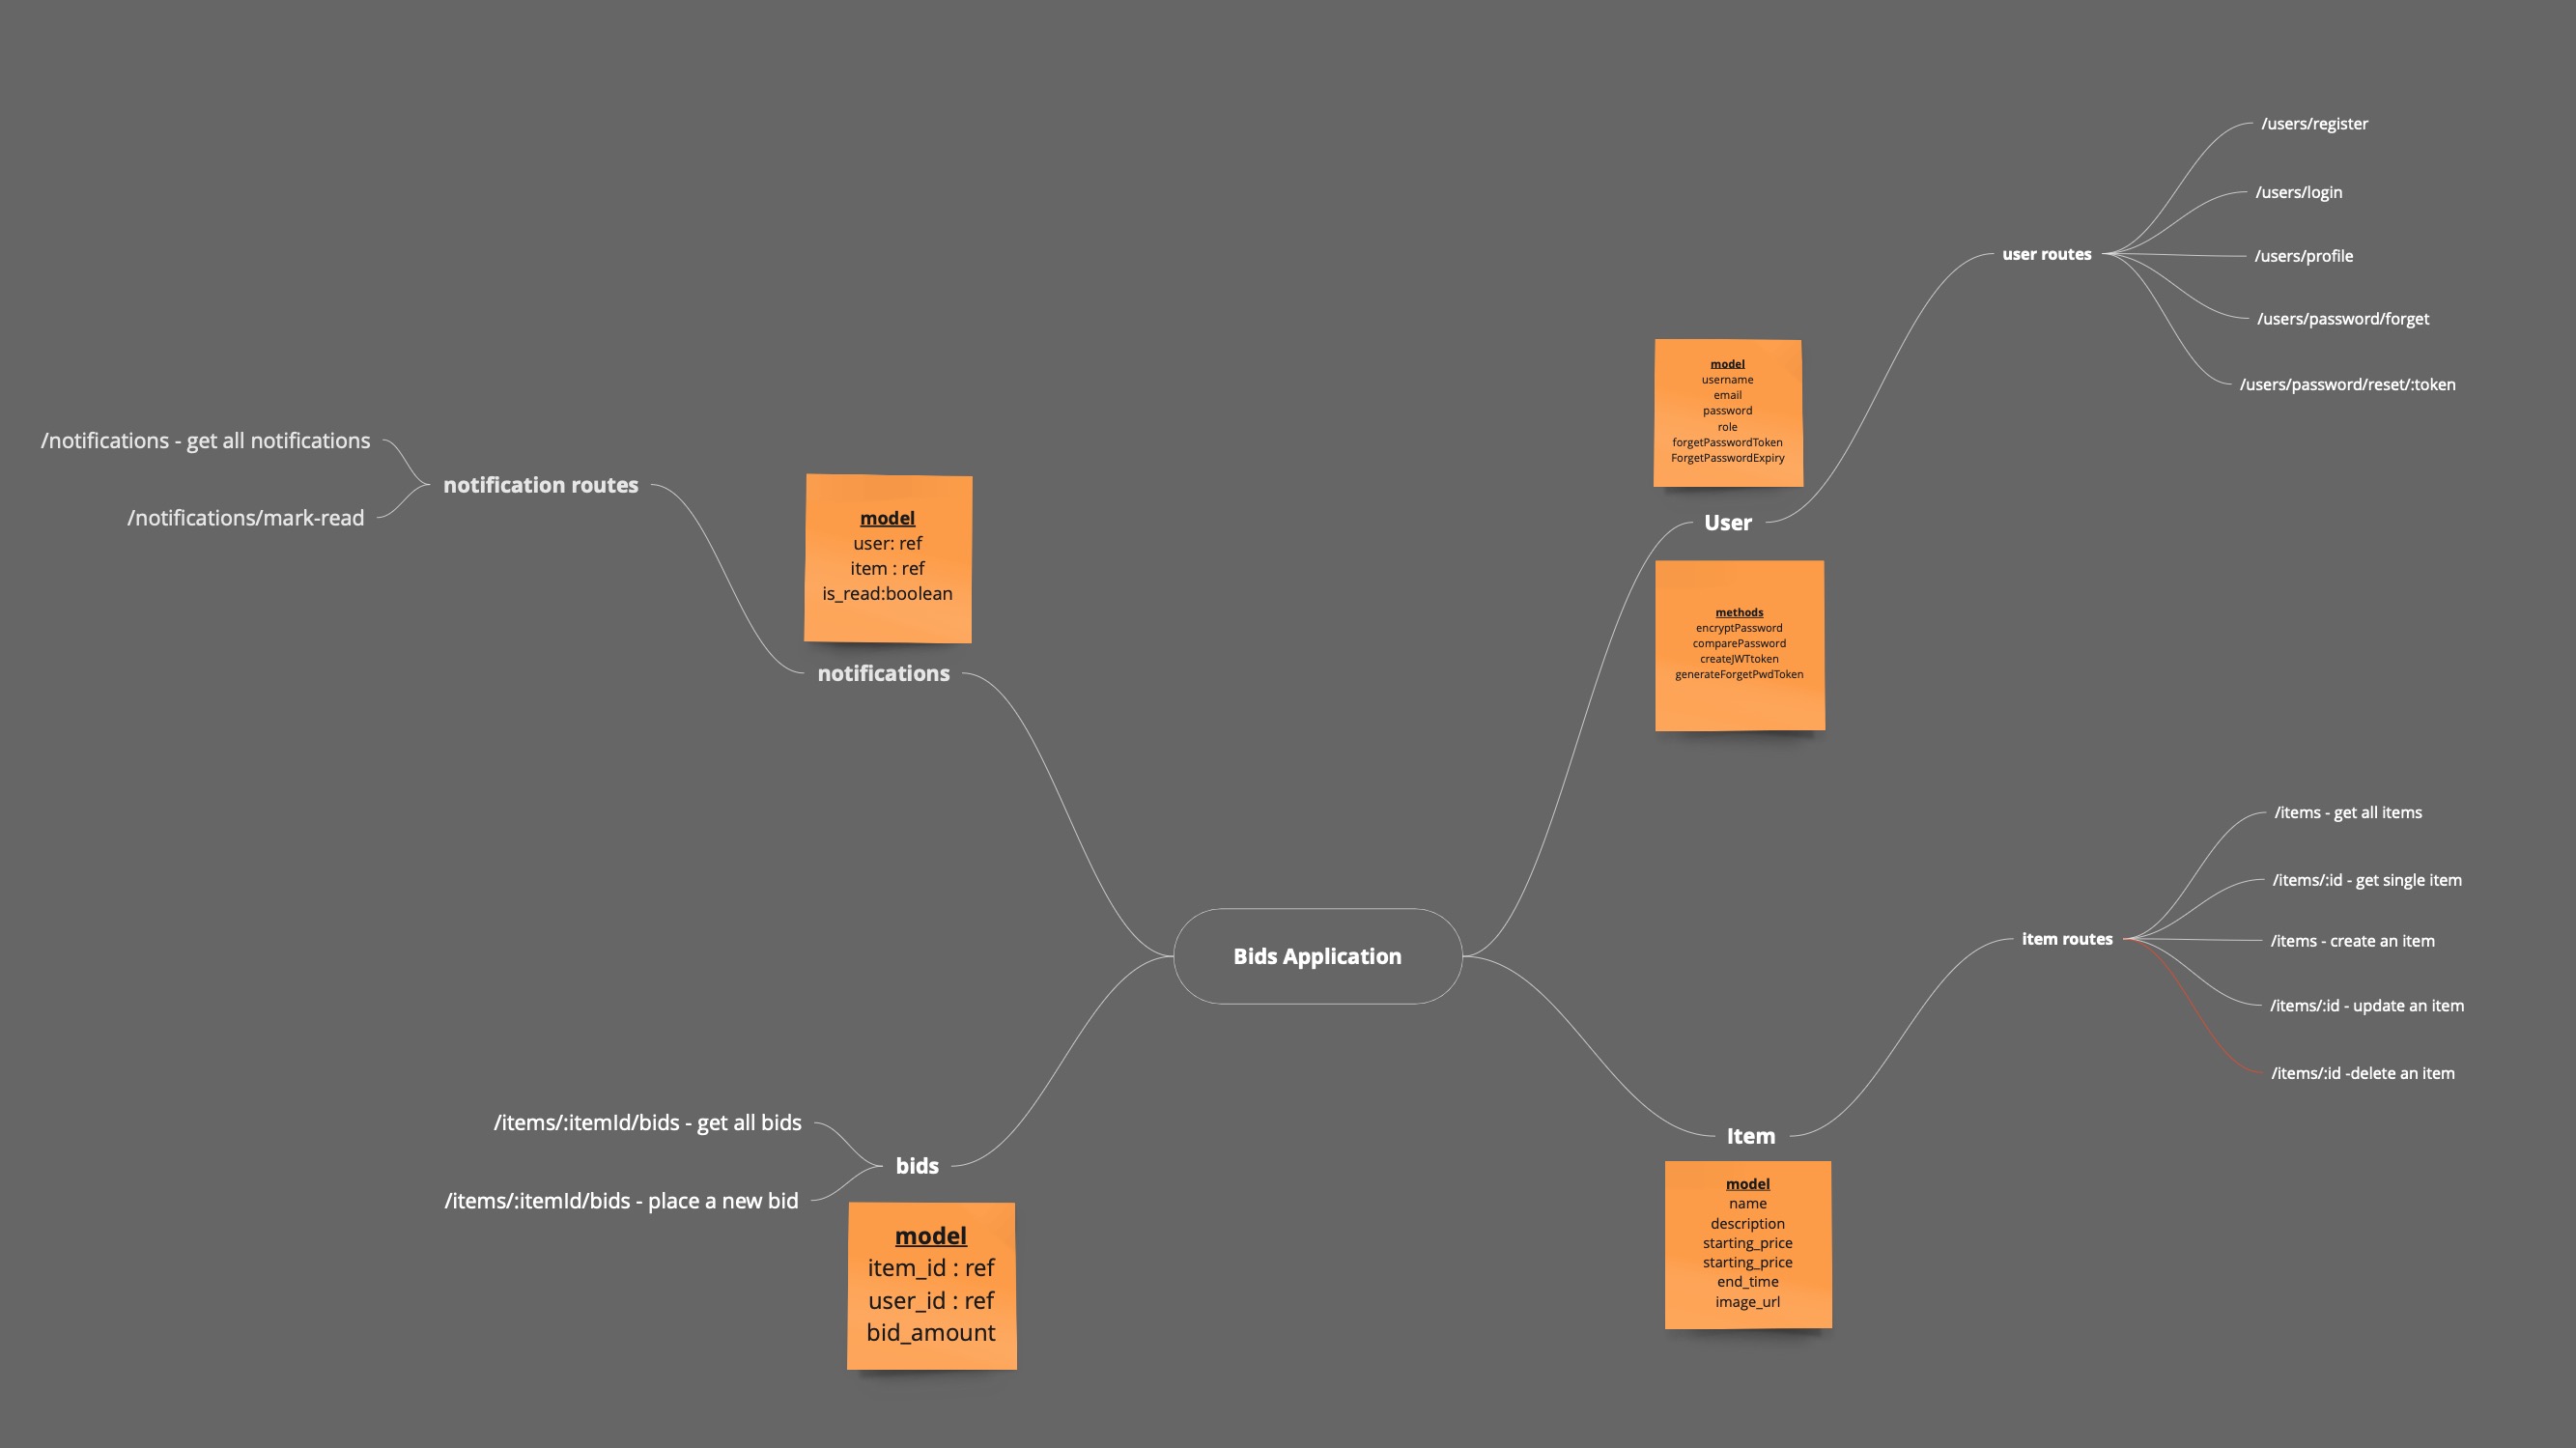 /users/register
/users/login
user routes
/users/profile
/users/password/forget
/users/password/reset/:token
model
username
email
password
role
forgetPasswordToken
ForgetPasswordExpiry
User
methods
encryptPassword
comparePassword
createJWTtoken
generateForgetPwdToken
/notifications - get all notifications
notification routes
/notifications/mark-read
model
user: ref
item : ref
is_read:boolean
notifications
Bids Application
/items - get all items
/items/:id - get single item
item routes
/items - create an item
/items/:id - update an item
/items/:id -delete an item
Item
model
name
description
starting_price
starting_price
end_time
image_url
/items/:itemId/bids - get all bids
bids
/items/:itemId/bids - place a new bid
model
item_id : ref
user_id : ref
bid_amount